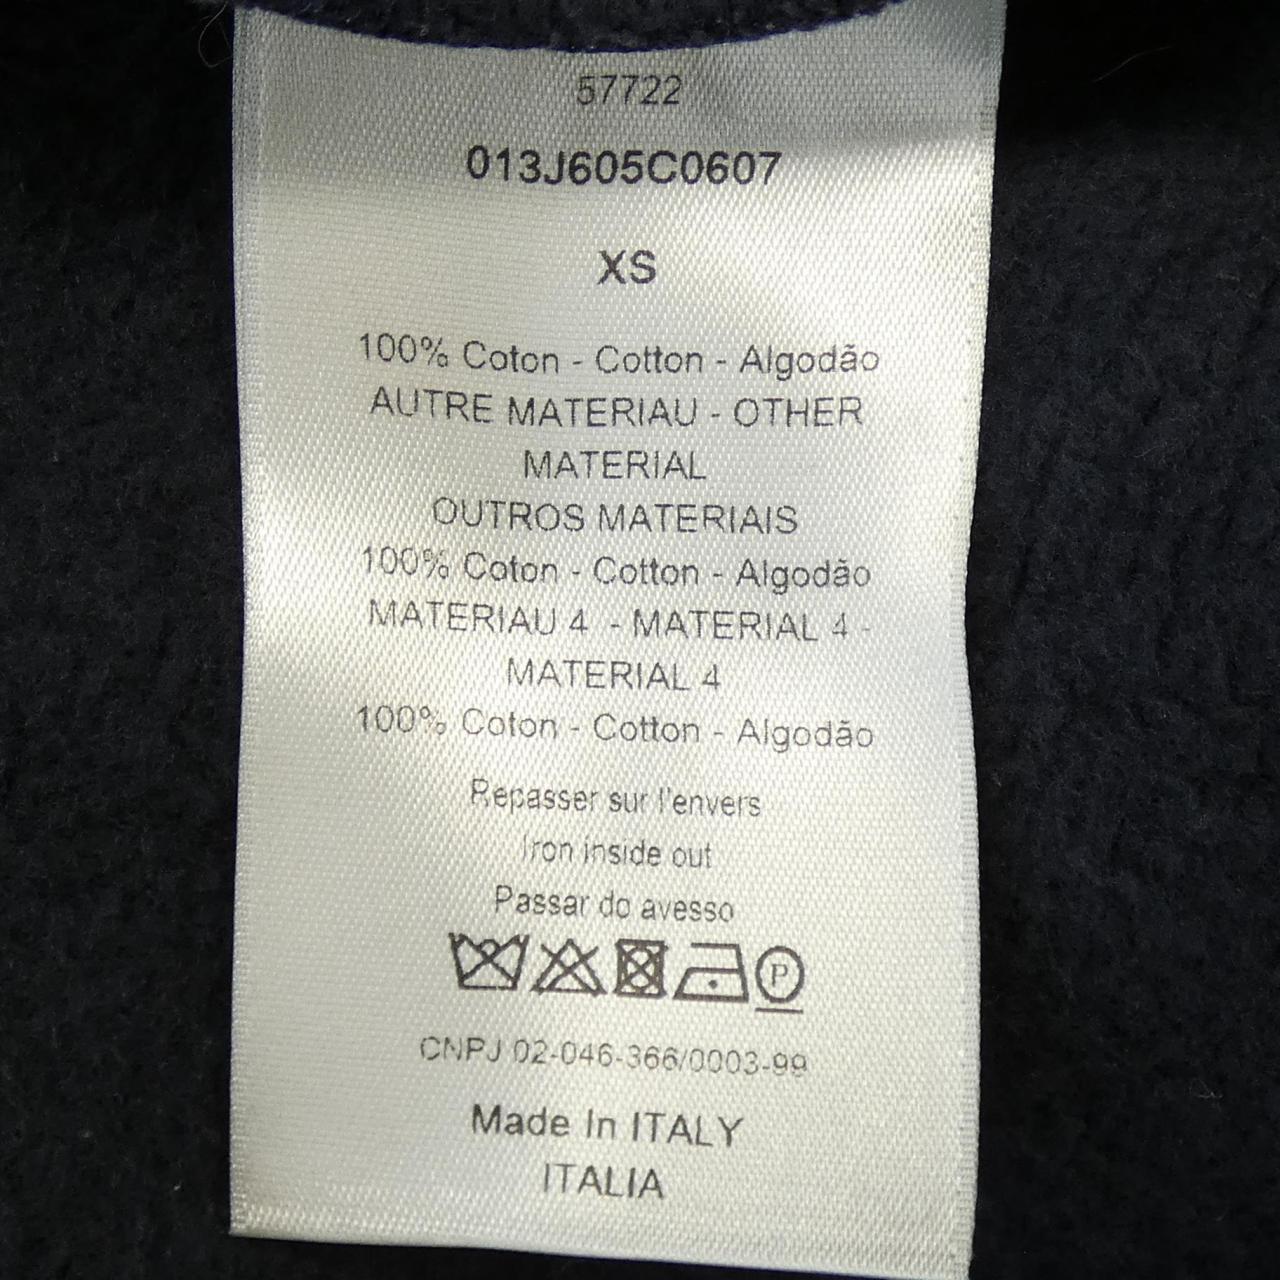 57722
013J605C0607
XS
100% Coton - Cotton - Algodão
AUTRE MATERIAU - OTHER
MATERIAL
OUTROS MATERIAIS
100% Coton - Cotton - Algodão
MATERIAU 4 - MATERIAL 4 -
MATERIAL 4
100% Coton - Cotton - Algodão
Repasser sur l'envers
Iron inside out
Passar do avesso
P
CNPJ 02-046-366/0003-99
Made In ITALY
ITALIA